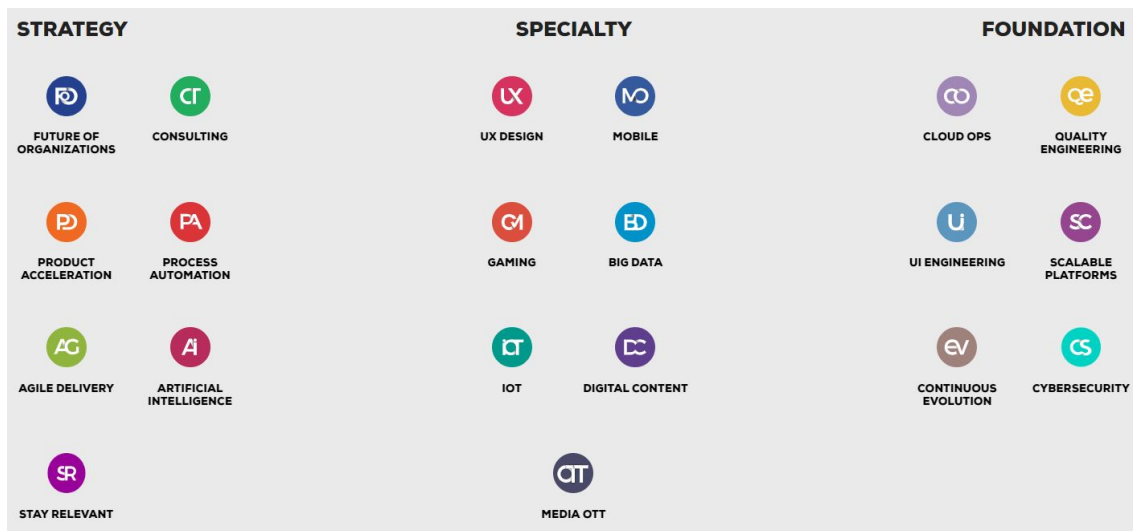 STRATEGY
SPECIALTY
FOUNDATION
FO
CT
UX
MO
CO
Qe
FUTURE OF
ORGANIZATIONS
CONSULTING
UX DESIGN
MOBILE
CLOUD OPS
QUALITY
ENGINEERING
PD
PA
GM
BD
Ui
SC
PRODUCT
ACCELERATION
PROCESS
AUTOMATION
GAMING
BIG DATA
UI ENGINEERING
SCALABLE
PLATFORMS
AG
Ai
iOT
DC
eV
CS
AGILE DELIVERY
ARTIFICIAL
INTELLIGENCE
IOT
DIGITAL CONTENT
CONTINUOUS
EVOLUTION
CYBERSECURITY
SR
OTT
STAY RELEVANT
MEDIA OTT